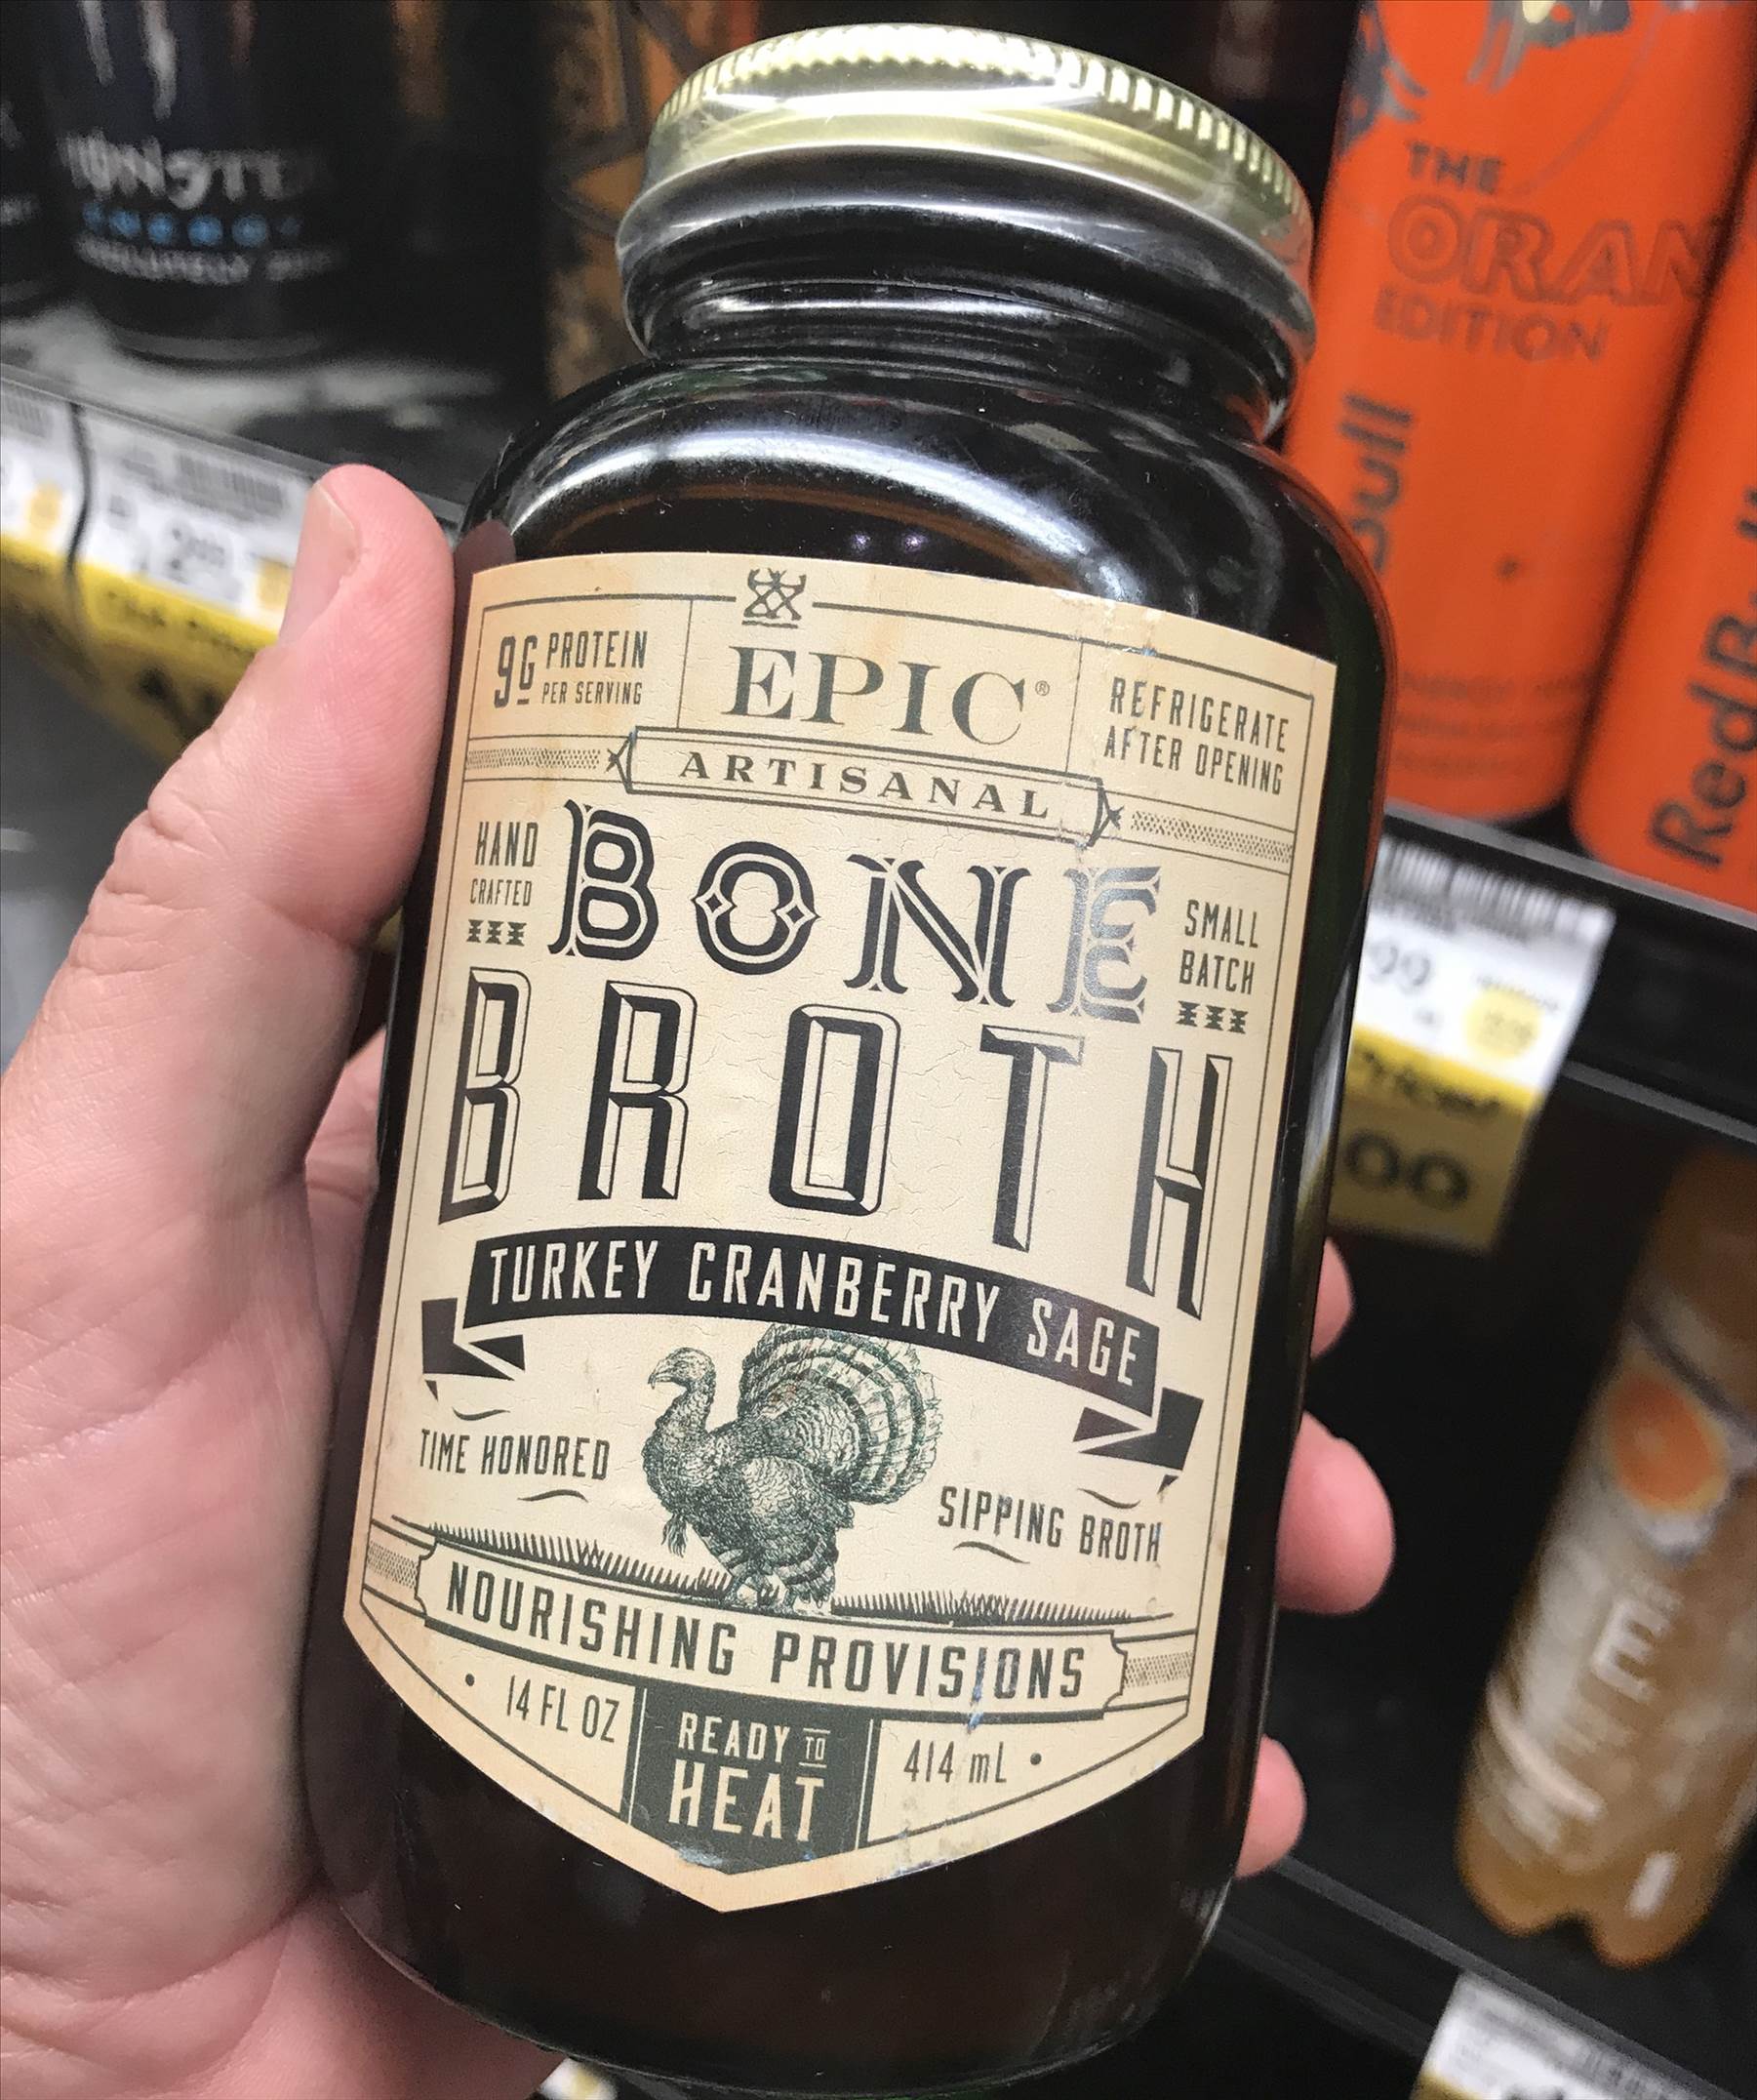 9G PROTEIN
PER SERVING
EPIC®
REFRIGERATE
AFTER OPENING
ARTISANAL
HAND
CRAFTED
BONE
SMALL
BATCH
BROTH
TURKEY CRANBERRY SAGE
TIME HONORED
SIPPING BROTH
NOURISHING PROVISIONS
• 14 FL OZ
READY TO
HEAT
414 mL •
THE
EDITION
Bull
Red